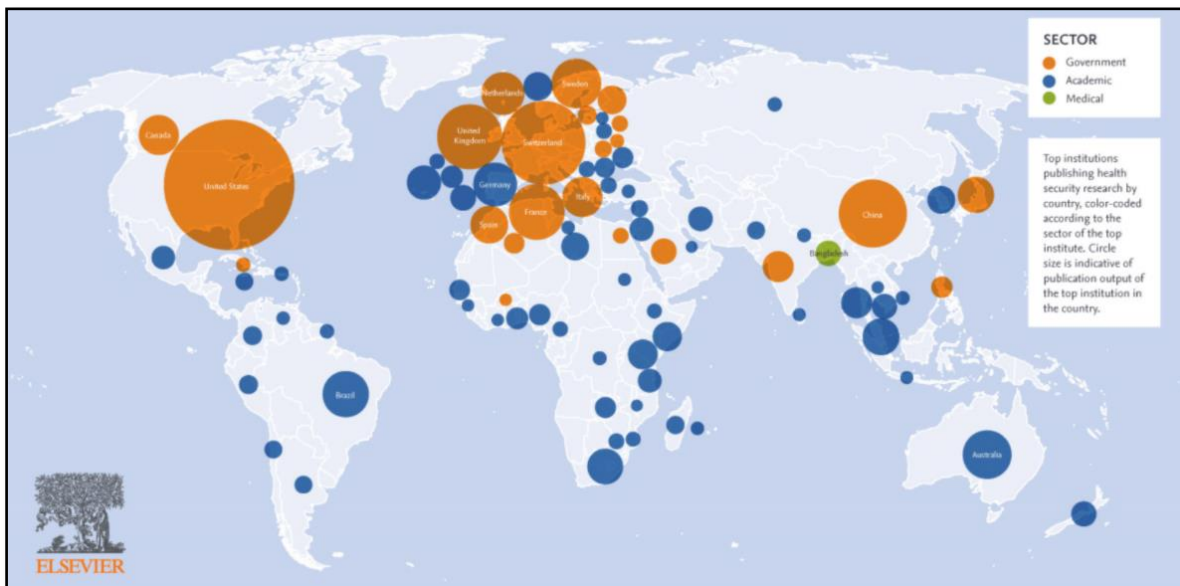 SECTOR
Government
Academic
Medical
Top institutions
publishing health
security research by
country, color-coded
according to the
sector of the top
institute. Circle
size is indicative of
publication output of
the top institution in
the country.
Canada
United States
Netherlands
Sweden
United
Kingdom
Switzerland
Germany
Italy
France
Spain
China
Bangladesh
Brazil
Australia
ELSEVIER